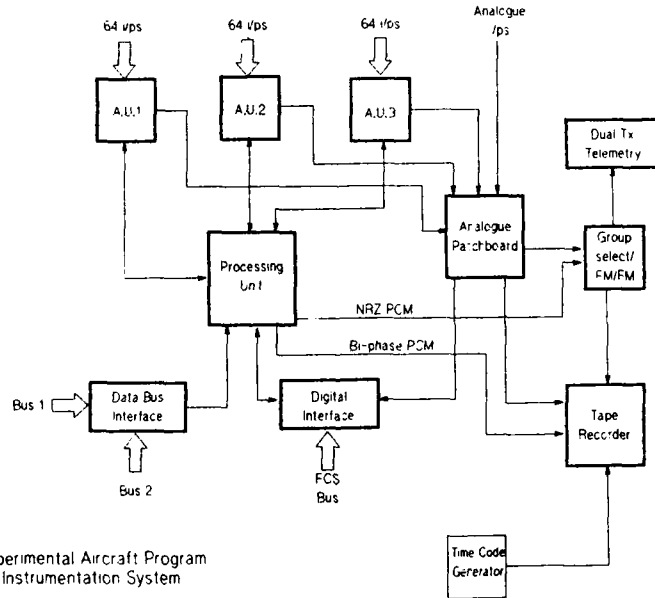 64 i/ps
64 i/ps
64 i/ps
Analogue
i/ps
A.U.1
A.U.2
A.U.3
Dual Tx
Telemetry
Analogue
Patchboard
Group
select/
FM/FM
Processing
Unit
NRZ PCM
Bi-phase PCM
Bus 1
Data Bus
Interface
Digital
Interface
Tape
Recorder
Bus 2
FCS
Bus
Time Code
Generator
perimental Aircraft Program
Instrumentation System